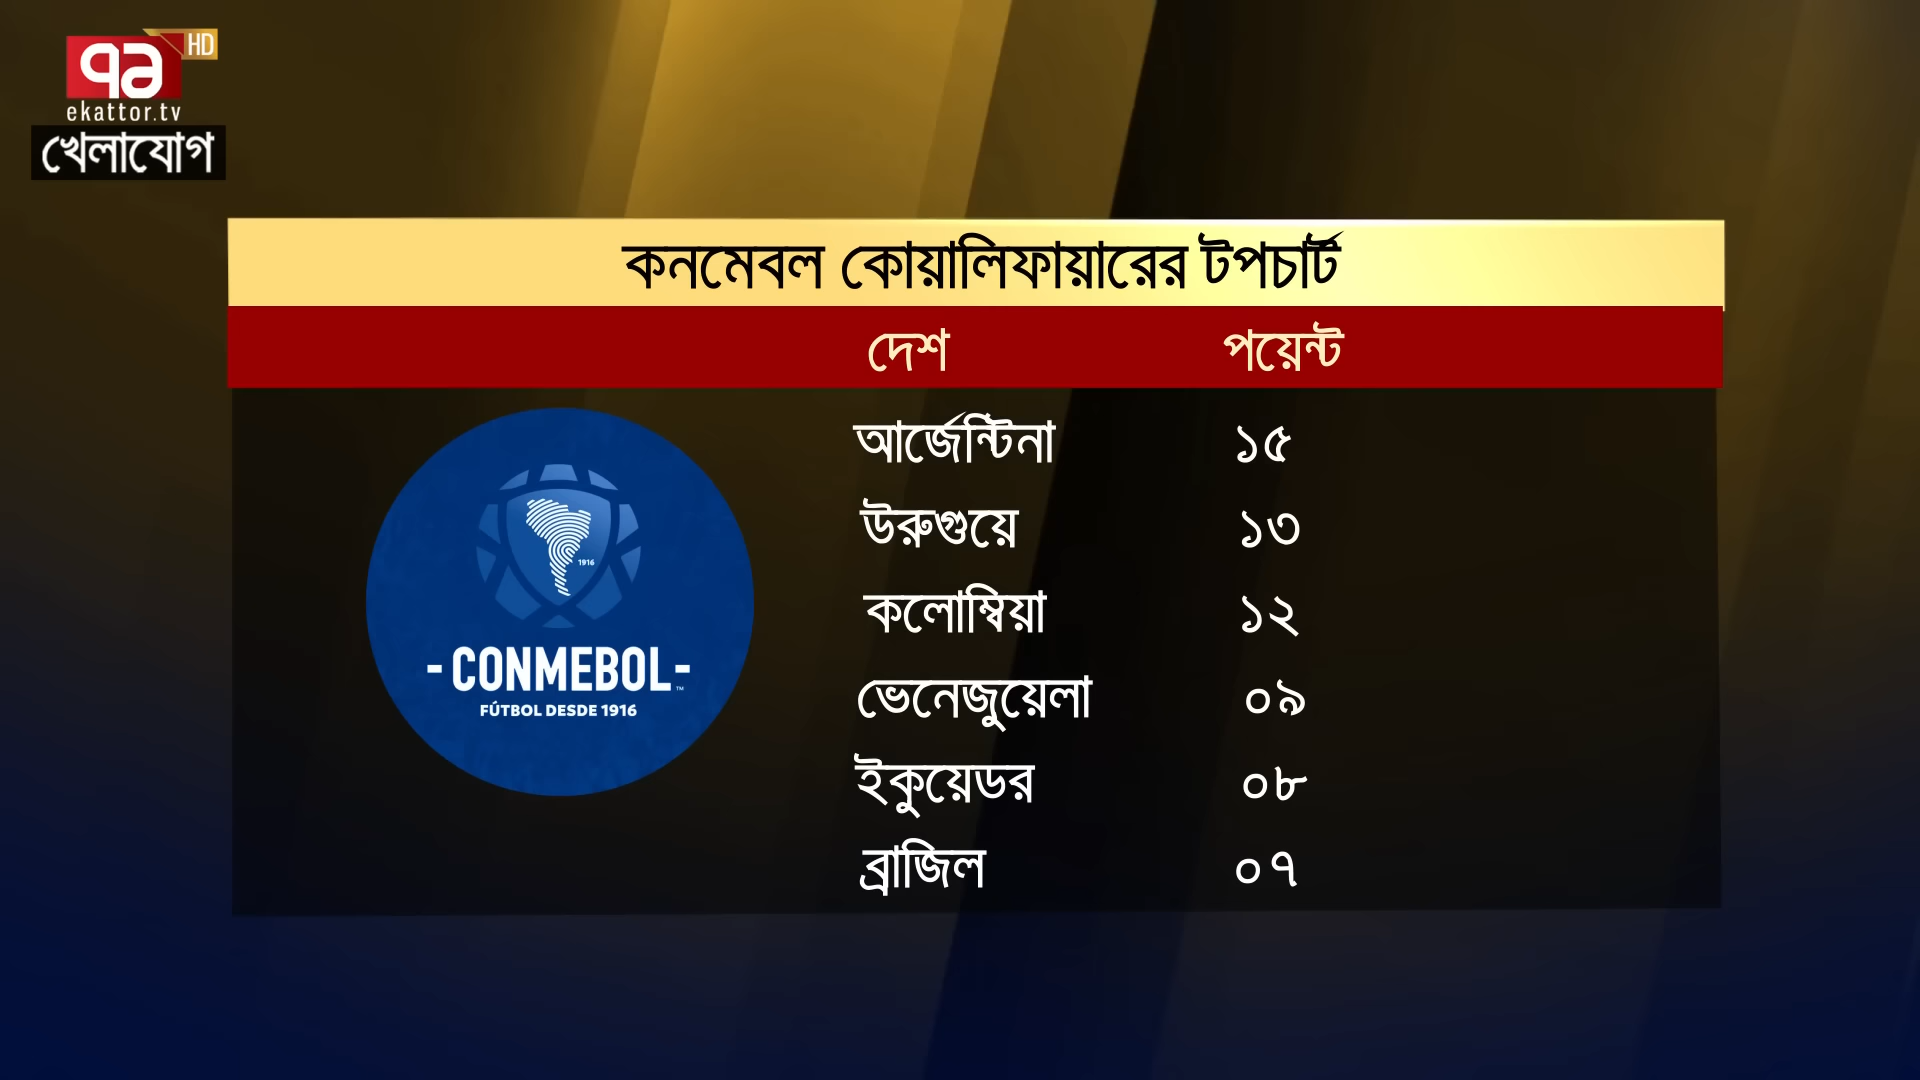 ৭১ HD
ekattor.tv
খেলাযোগ
কনমেবল কোয়ালিফায়ারের টপচার্ট
দেশ পয়েন্ট
আর্জেন্টিনা ১৫
উরুগুয়ে ১৩
কলোম্বিয়া ১২
ভেনেজুয়েলা ০৯
ইকুয়েডর ০৮
ব্রাজিল ০৭
1916
-CONMEBOL-™
FÚTBOL DESDE 1916